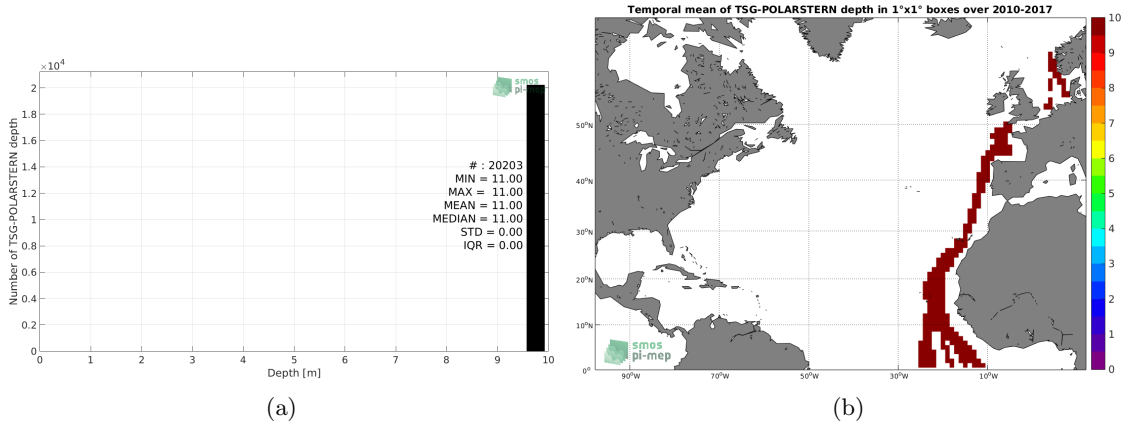 ×10⁴
2
1.8
1.6
1.4
1.2
1
0.8
0.6
0.4
0.2
0
Number of TSG-POLARSTERN depth
smos
pi-mep
# : 20203
MIN = 11.00
MAX = 11.00
MEAN = 11.00
MEDIAN = 11.00
STD = 0.00
IQR = 0.00
0 1 2 3 4 5 6 7 8 9 10
Depth [m]
(a)
Temporal mean of TSG-POLARSTERN depth in 1°x1° boxes over 2010-2017
50°N
40°N
30°N
20°N
10°N
0°
90°W 70°W 50°W 30°W 10°W
smos
pi-mep
10
9
8
7
6
5
4
3
2
1
0
(b)